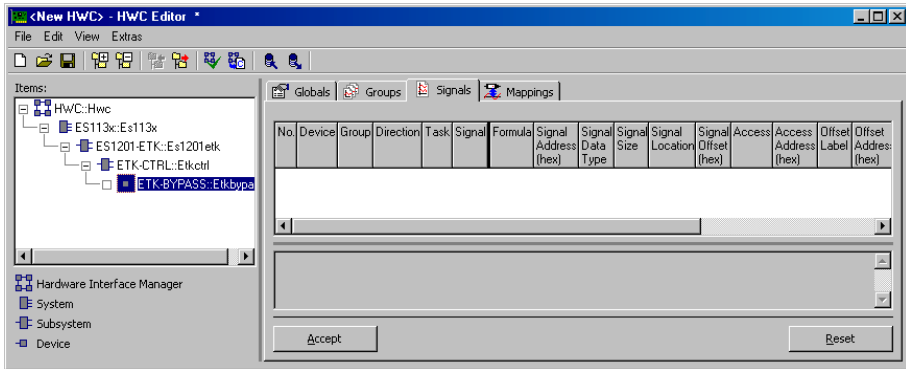 <New HWC> - HWC Editor *
File Edit View Extras
Items:
HWC::Hwc
ES113x::Es113x
ES1201-ETK::Es1201etk
ETK-CTRL::Etkctrl
ETK-BYPASS::Etkbypa
Hardware Interface Manager
System
Subsystem
Device
Globals Groups Signals Mappings
No. Device Group Direction Task Signal Formula Signal Signal Signal Signal Signal Access Access Offset Offset
Address Data Size Location Offset Address Label Addres
(hex) Type (hex) (hex) (hex)
Accept Reset